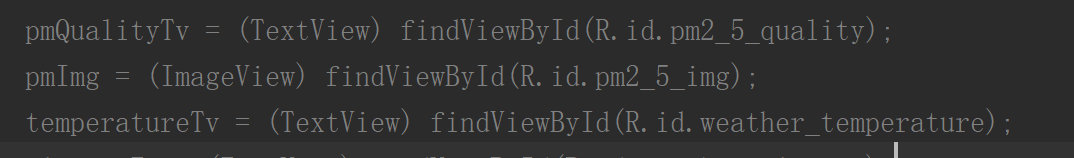 pmQualityTv = (TextView) findViewById(R.id.pm2_5_quality);
pmImg = (ImageView) findViewById(R.id.pm2_5_img);
temperatureTv = (TextView) findViewById(R.id.weather_temperature);